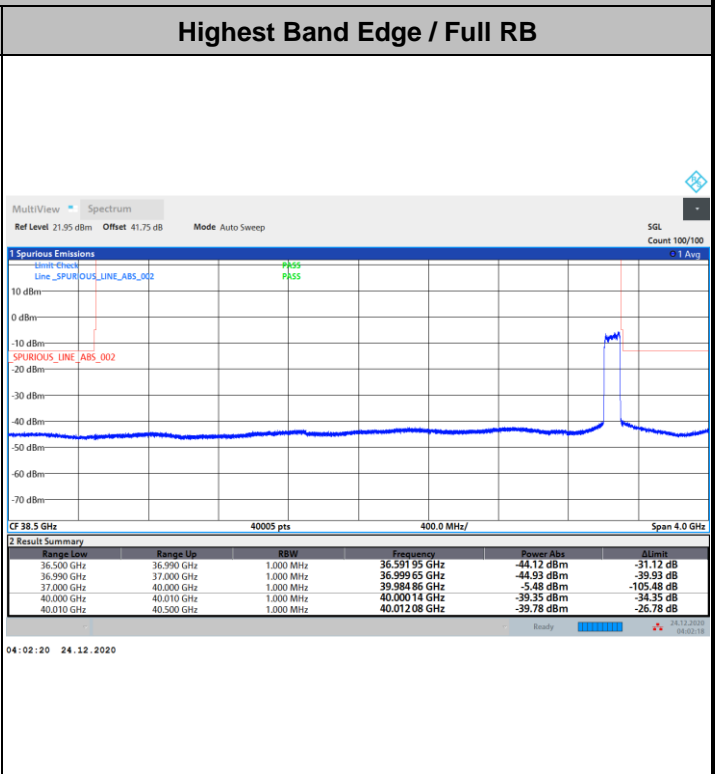 Highest Band Edge / Full RB
MultiView Spectrum
Ref Level 21.95 dBm Offset 41.75 dB Mode Auto Sweep SGL
Count 100/100
1 Spurious Emissions 1 Avg
Limit Check PASS
Line _SPURIOUS_LINE_ABS_002 PASS
10 dBm
0 dBm
-10 dBm
_SPURIOUS_LINE_ABS_002
-20 dBm
-30 dBm
-40 dBm
-50 dBm
-60 dBm
-70 dBm
CF 38.5 GHz 40005 pts 400.0 MHz/ Span 4.0 GHz
2 Result Summary
Range Low Range Up RBW Frequency Power Abs ΔLimit
36.500 GHz 36.990 GHz 1.000 MHz 36.591 95 GHz -44.12 dBm -31.12 dB
36.990 GHz 37.000 GHz 1.000 MHz 36.999 65 GHz -44.93 dBm -39.93 dB
37.000 GHz 40.000 GHz 1.000 MHz 39.984 86 GHz -5.48 dBm -105.48 dB
40.000 GHz 40.010 GHz 1.000 MHz 40.000 14 GHz -39.35 dBm -34.35 dB
40.010 GHz 40.500 GHz 1.000 MHz 40.012 08 GHz -39.78 dBm -26.78 dB
Ready 24.12.2020
04:02:18
04:02:20 24.12.2020